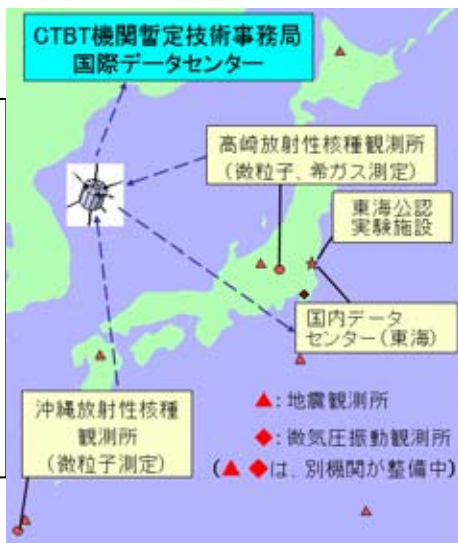 CTBT機関暫定技術事務局
国際データセンター
高崎放射性核種観測所
(微粒子、希ガス測定)
東海公認
実験施設
国内データ
センター(東海)
沖縄放射性核種
観測所
(微粒子測定)
▲: 地震観測所
◆: 微気圧振動観測所
(▲ ◆は、別機関が整備中)